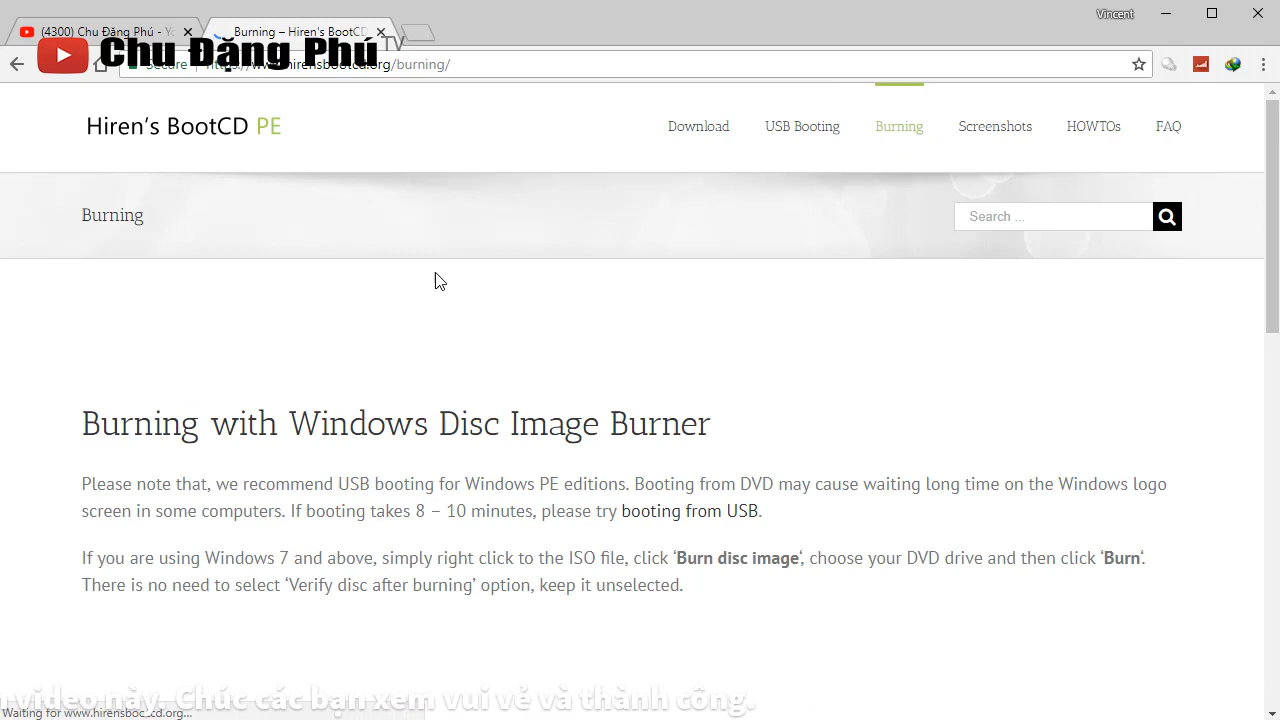 Vincent
(4300) Chu Đặng Phú - Yo
Burning – Hiren's BootCD
Chu Đặng Phú TV
Secure
https://www.hirensbootcd.org/burning/
Hiren's BootCD PE
Download
USB Booting
Burning
Screenshots
HOWTOs
FAQ
Burning
Search ...
Burning with Windows Disc Image Burner
Please note that, we recommend USB booting for Windows PE editions. Booting from DVD may cause waiting long time on the Windows logo
screen in some computers. If booting takes 8 – 10 minutes, please try booting from USB.
If you are using Windows 7 and above, simply right click to the ISO file, click ‘Burn disc image‘, choose your DVD drive and then click ‘Burn‘.
There is no need to select ‘Verify disc after burning’ option, keep it unselected.
video này. Chúc các bạn xem vui vẻ và thành công.
Waiting for www.hirensbootcd.org...